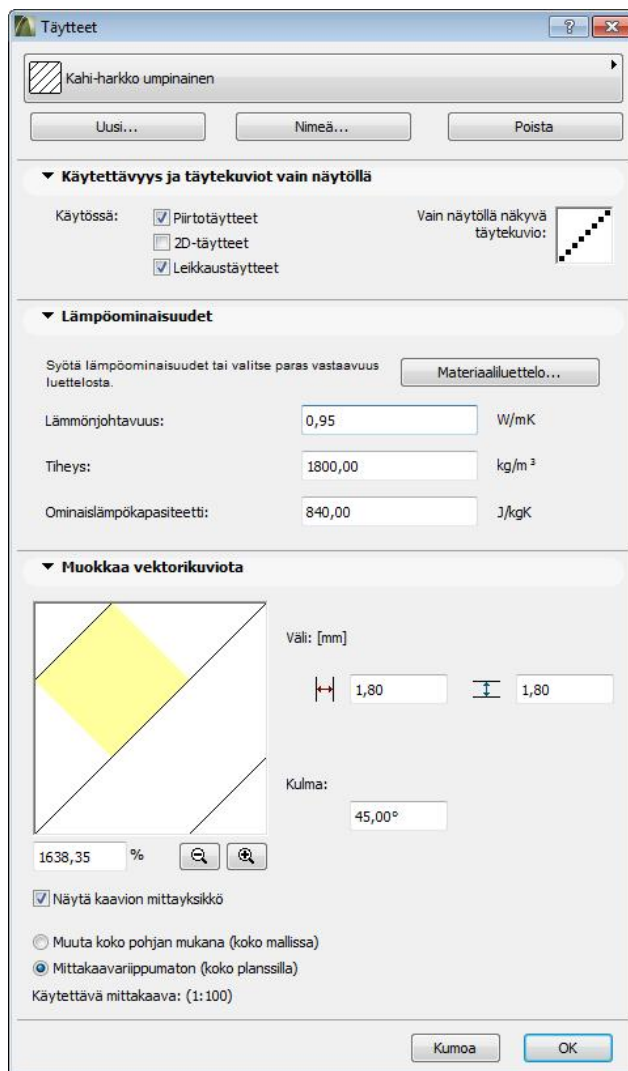 Täytteet
Kahi-harkko umpinainen
Uusi... Nimeä... Poista
Käytettävyys ja täytekuviot vain näytöllä
Käytössä:
Piirtotäytteet
2D-täytteet
Leikkaustäytteet
Vain näytöllä näkyvä
täytekuvio:
Lämpöominaisuudet
Syötä lämpöominaisuudet tai valitse paras vastaavuus
luettelosta.
Materiaaliluettelo...
Lämmönjohtavuus: 0,95 W/mK
Tiheys: 1800,00 kg/m³
Ominaislämpökapasiteetti: 840,00 J/kgK
Muokkaa vektorikuviota
Väli: [mm]
1,80 1,80
Kulma:
45,00°
1638,35 %
Näytä kaavion mittayksikkö
Muuta koko pohjan mukana (koko mallissa)
Mittakaavariippumaton (koko planssilla)
Käytettävä mittakaava: (1:100)
Kumoa OK